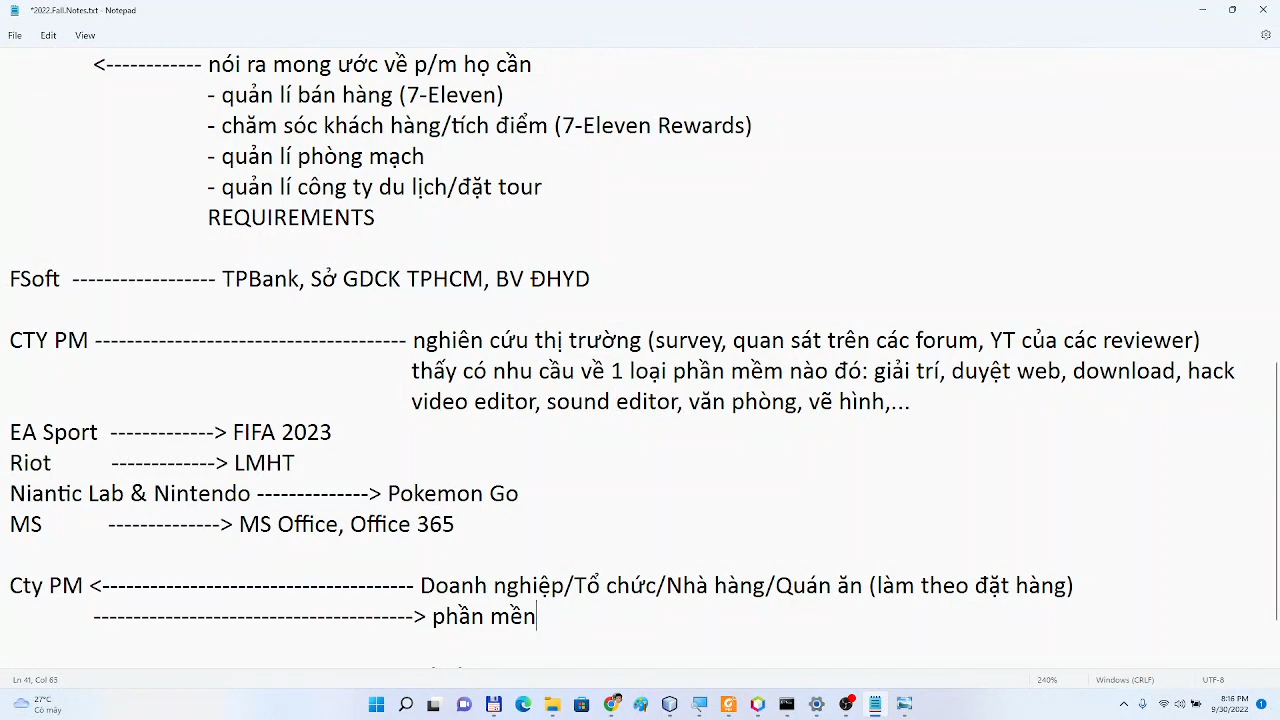 *2022.Fall.Notes.txt - Notepad
File Edit View
<------------ nói ra mong ước về p/m họ cần
- quản lí bán hàng (7-Eleven)
- chăm sóc khách hàng/tích điểm (7-Eleven Rewards)
- quản lí phòng mạch
- quản lí công ty du lịch/đặt tour
REQUIREMENTS
FSoft ------------------ TPBank, Sở GDCK TPHCM, BV ĐHYD
CTY PM --------------------------------------- nghiên cứu thị trường (survey, quan sát trên các forum, YT của các reviewer)
thấy có nhu cầu về 1 loại phần mềm nào đó: giải trí, duyệt web, download, hack
video editor, sound editor, văn phòng, vẽ hình,...
EA Sport -------------> FIFA 2023
Riot -------------> LMHT
Niantic Lab & Nintendo --------------> Pokemon Go
MS --------------> MS Office, Office 365
Cty PM <--------------------------------------- Doanh nghiệp/Tổ chức/Nhà hàng/Quán ăn (làm theo đặt hàng)
----------------------------------------> phần mền
Ln 41, Col 63 240% Windows (CRLF) UTF-8
27°C
Có mây
8:16 PM
9/30/2022